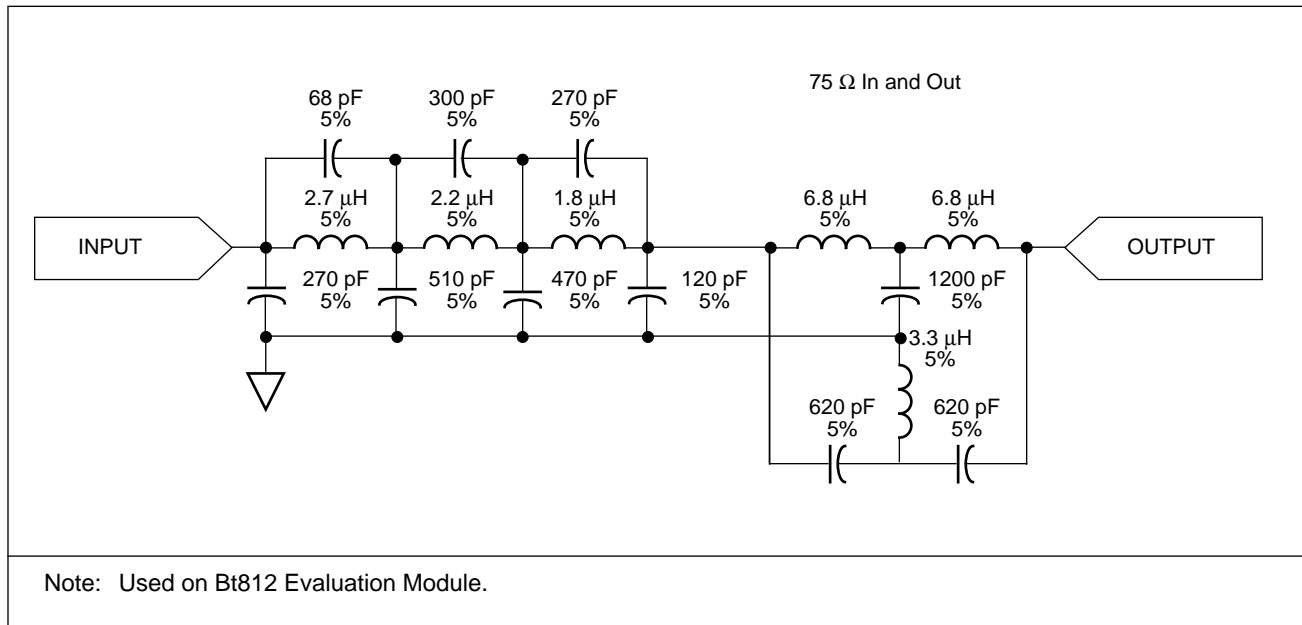 75 Ω In and Out
68 pF
5%
300 pF
5%
270 pF
5%
2.7 μH
5%
2.2 μH
5%
1.8 μH
5%
6.8 μH
5%
6.8 μH
5%
INPUT
OUTPUT
270 pF
5%
510 pF
5%
470 pF
5%
120 pF
5%
1200 pF
5%
3.3 μH
5%
620 pF
5%
620 pF
5%
Note: Used on Bt812 Evaluation Module.